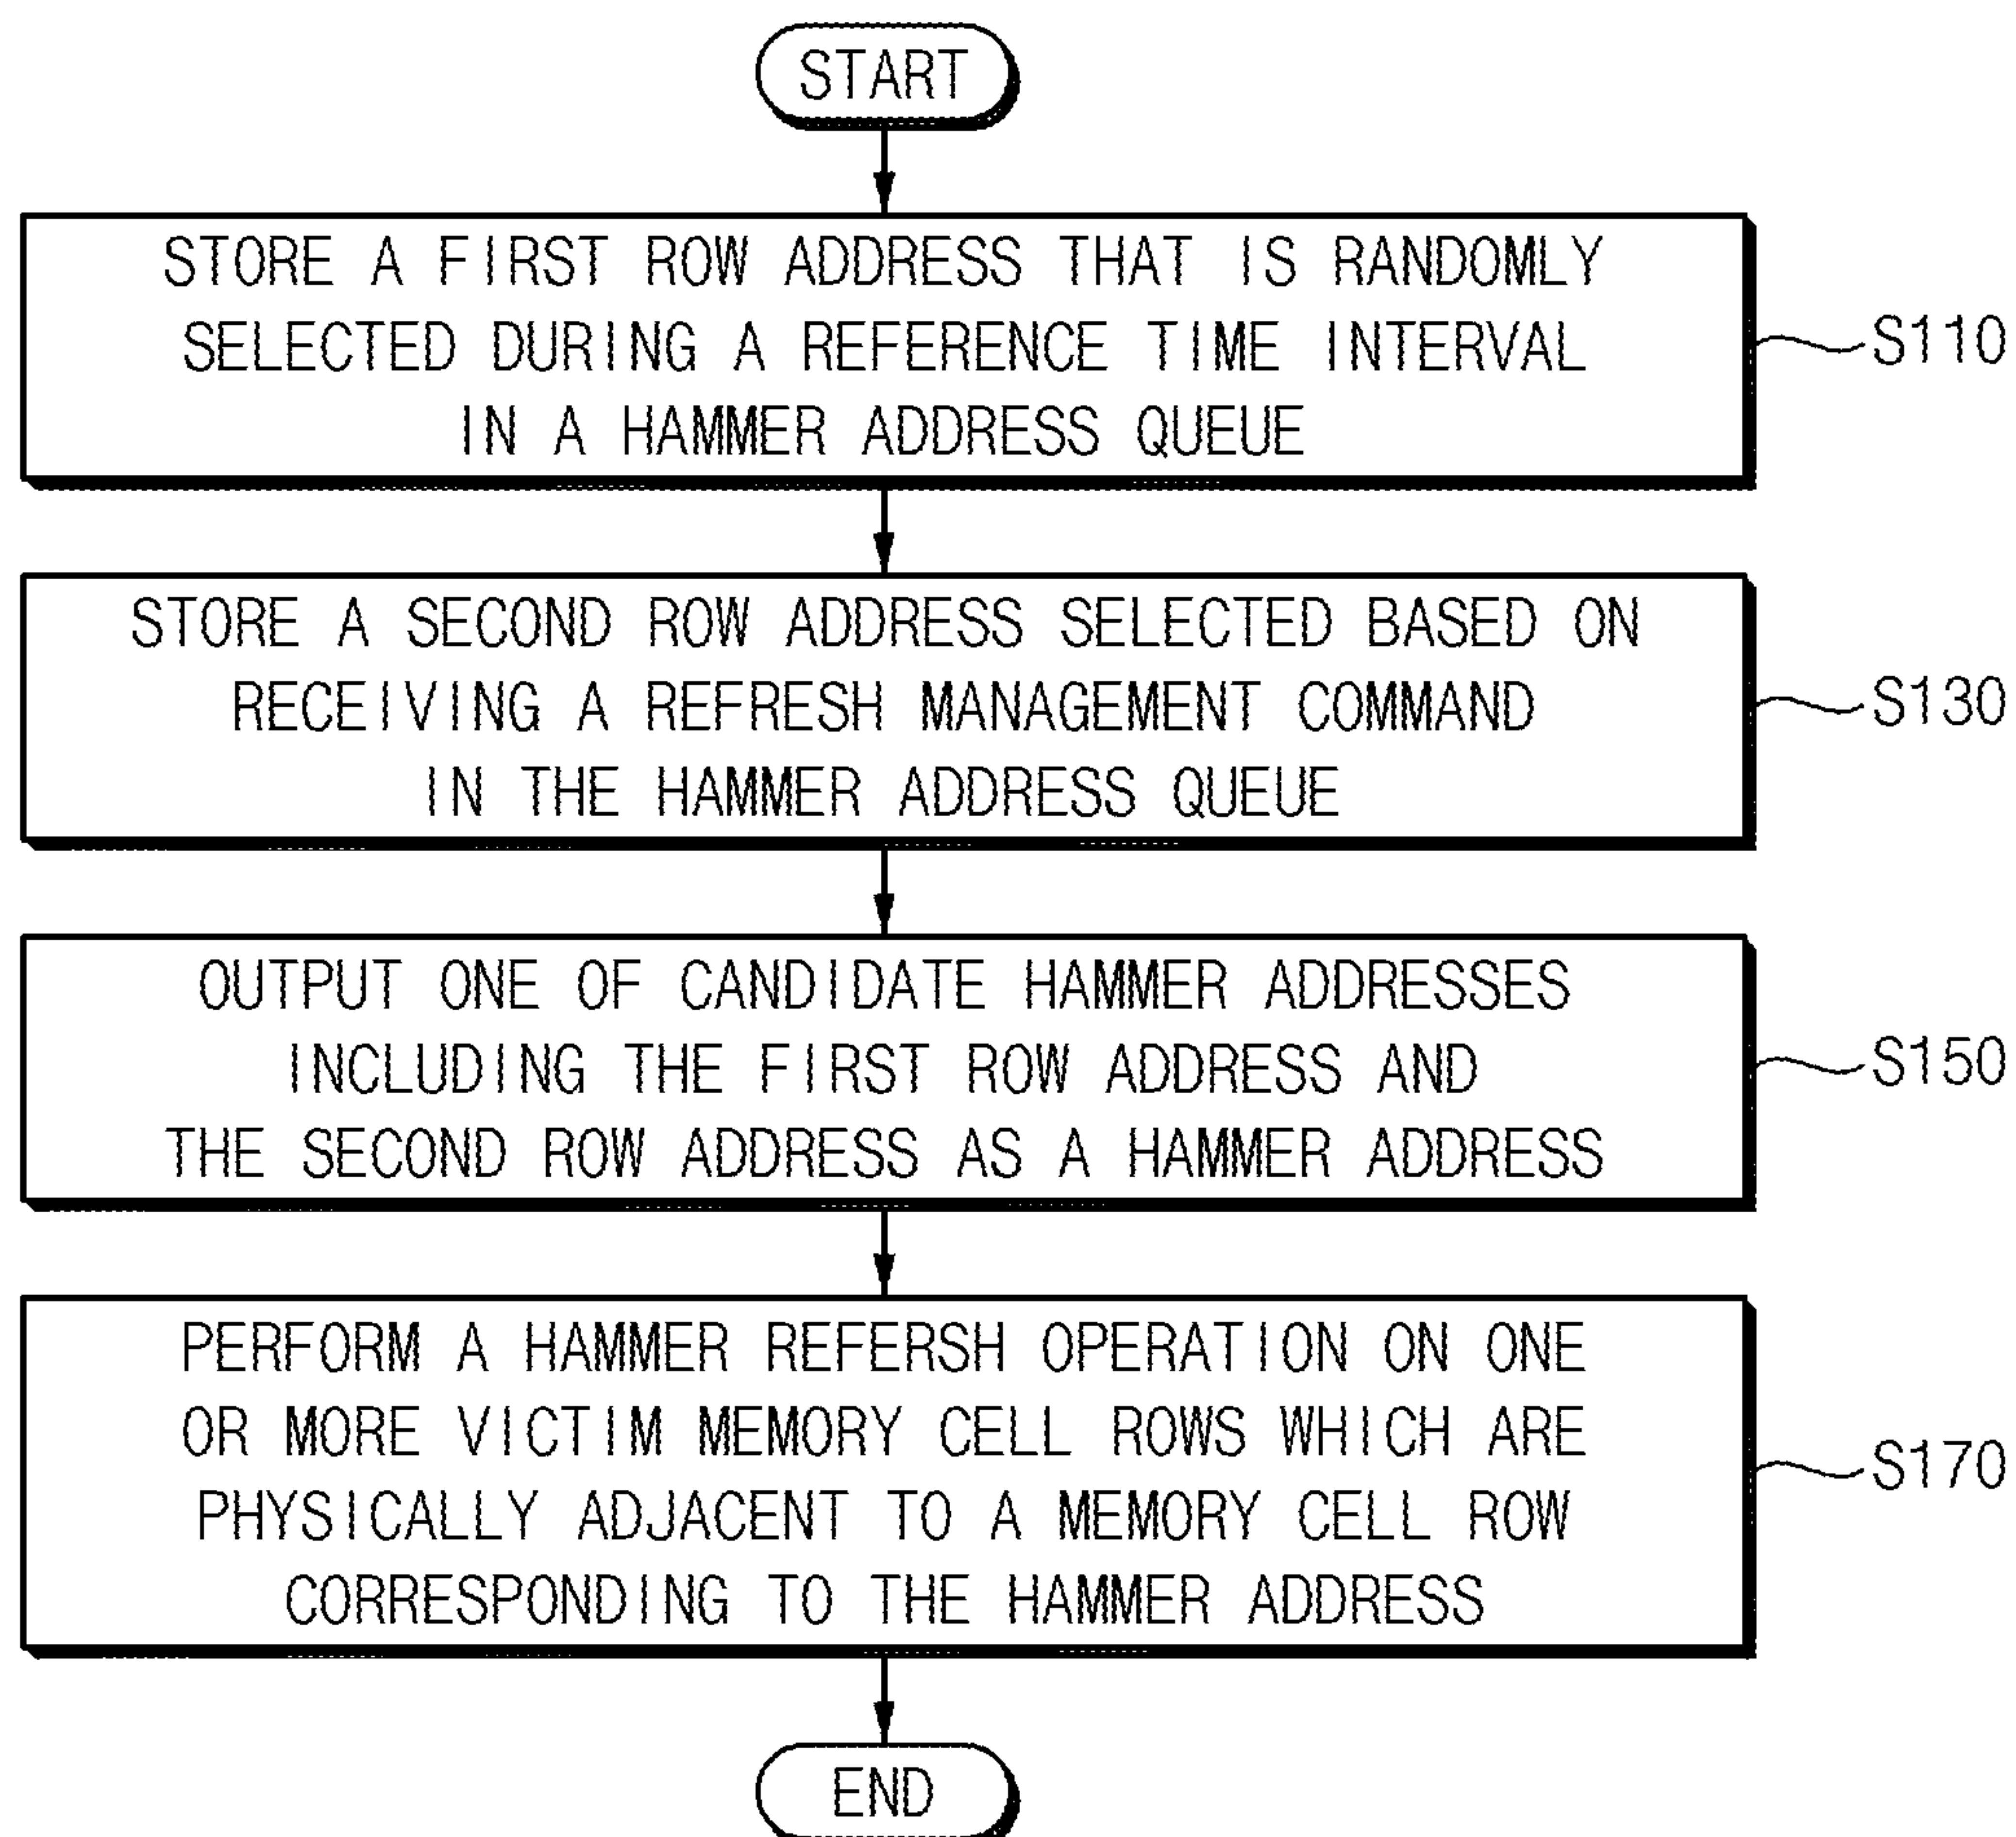 START
STORE A FIRST ROW ADDRESS THAT IS RANDOMLY
SELECTED DURING A REFERENCE TIME INTERVAL
IN A HAMMER ADDRESS QUEUE
S110
STORE A SECOND ROW ADDRESS SELECTED BASED ON
RECEIVING A REFRESH MANAGEMENT COMMAND
IN THE HAMMER ADDRESS QUEUE
S130
OUTPUT ONE OF CANDIDATE HAMMER ADDRESSES
INCLUDING THE FIRST ROW ADDRESS AND
THE SECOND ROW ADDRESS AS A HAMMER ADDRESS
S150
PERFORM A HAMMER REFERSH OPERATION ON ONE
OR MORE VICTIM MEMORY CELL ROWS WHICH ARE
PHYSICALLY ADJACENT TO A MEMORY CELL ROW
CORRESPONDING TO THE HAMMER ADDRESS
S170
END